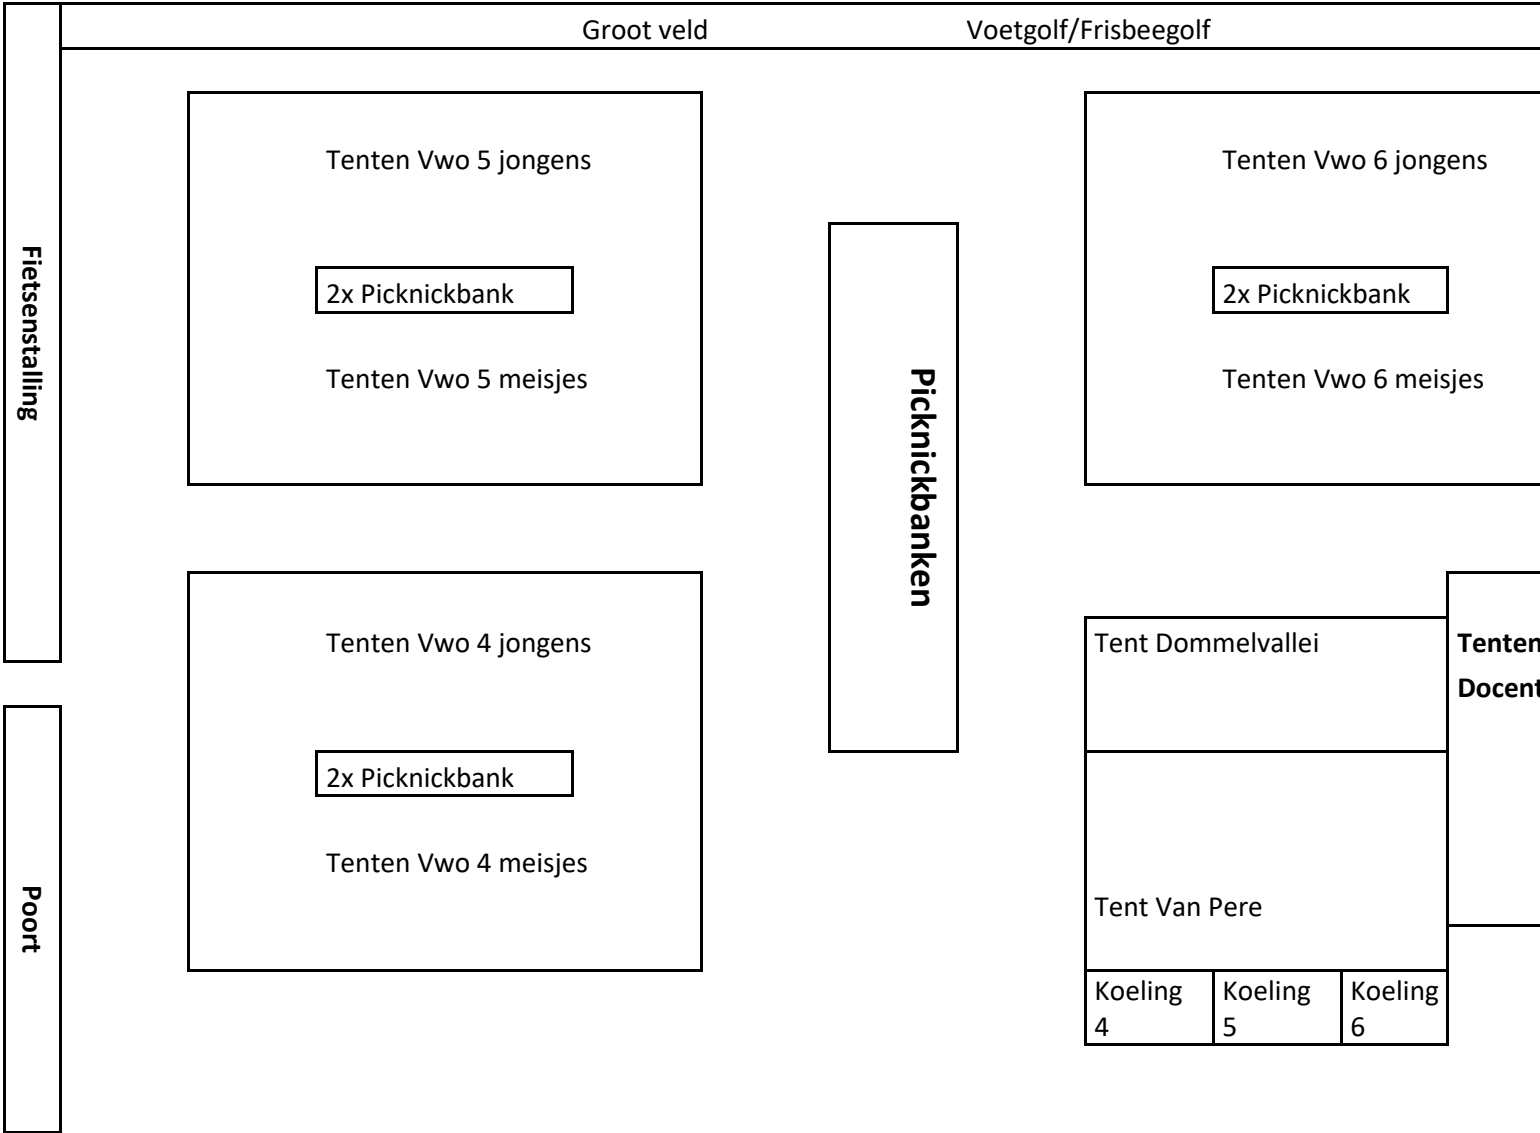 Groot veld Voetgolf/Frisbeegolf
Fietsenstalling
Tenten Vwo 5 jongens
2x Picknickbank
Tenten Vwo 5 meisjes
Picknickbanken
Tenten Vwo 6 jongens
2x Picknickbank
Tenten Vwo 6 meisjes
Poort
Tenten Vwo 4 jongens
2x Picknickbank
Tenten Vwo 4 meisjes
Tent Dommelvallei
Tent Van Pere
Koeling
4
Koeling
5
Koeling
6
Tenten
Docent